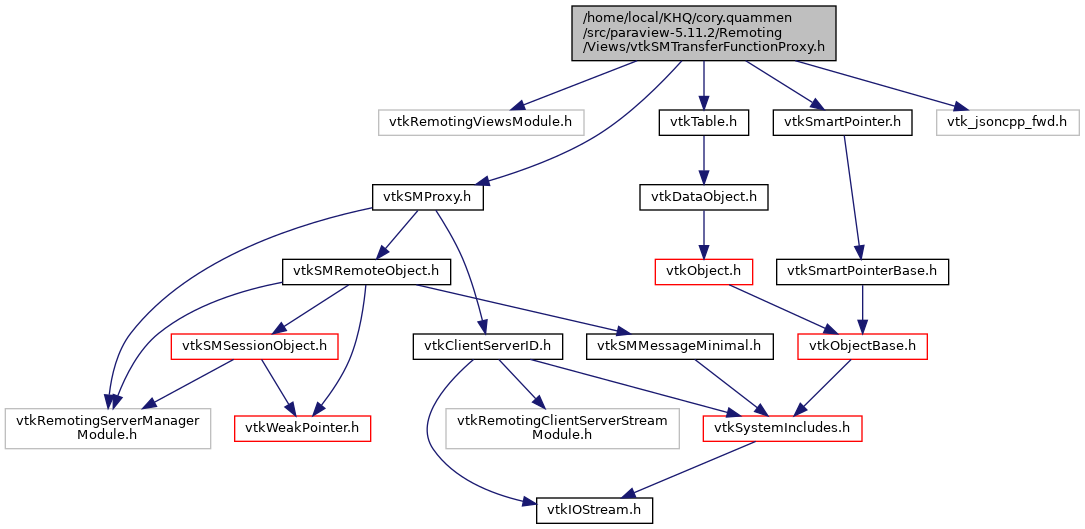 /home/local/KHQ/cory.quammen
/src/paraview-5.11.2/Remoting
/Views/vtkSMTransferFunctionProxy.h
vtkRemotingViewsModule.h
vtkTable.h
vtkSmartPointer.h
vtk_jsoncpp_fwd.h
vtkSMProxy.h
vtkDataObject.h
vtkSMRemoteObject.h
vtkObject.h
vtkSmartPointerBase.h
vtkSMSessionObject.h
vtkClientServerID.h
vtkSMMessageMinimal.h
vtkObjectBase.h
vtkRemotingServerManager
Module.h
vtkWeakPointer.h
vtkRemotingClientServerStream
Module.h
vtkSystemIncludes.h
vtkIOStream.h